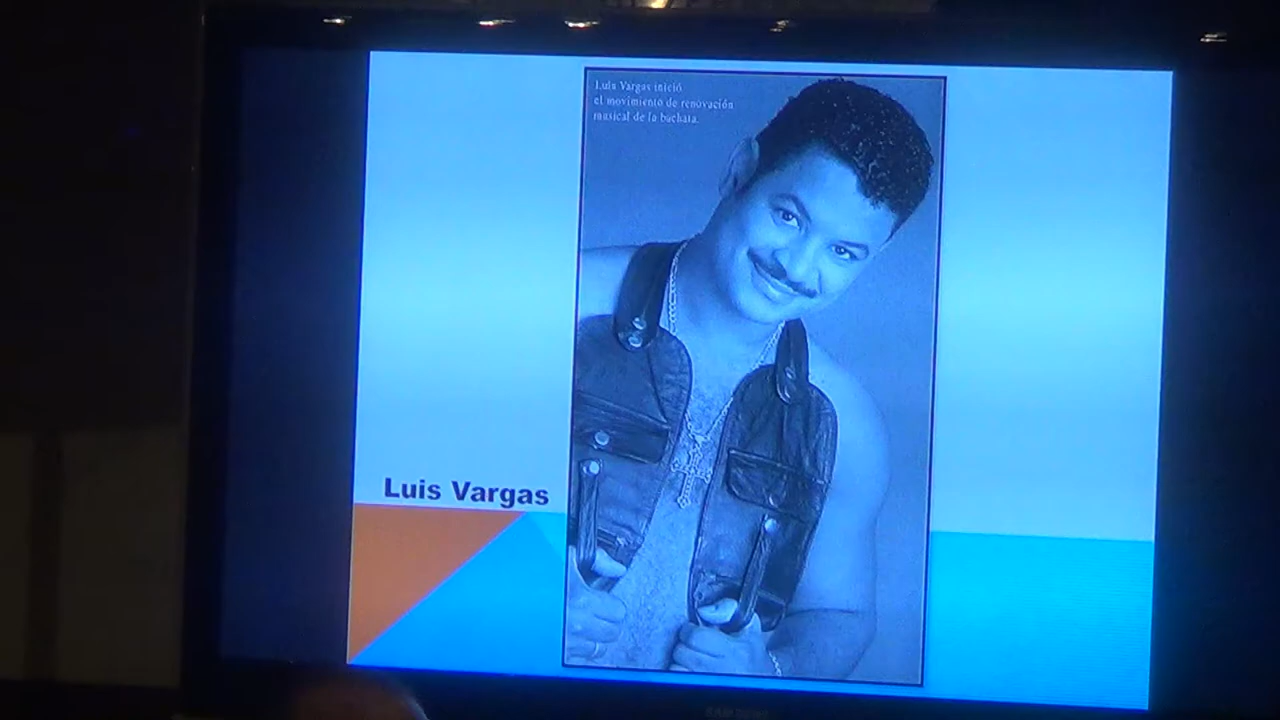 Luis Vargas inició
el movimiento de renovación
musical de la bachata.
Luis Vargas